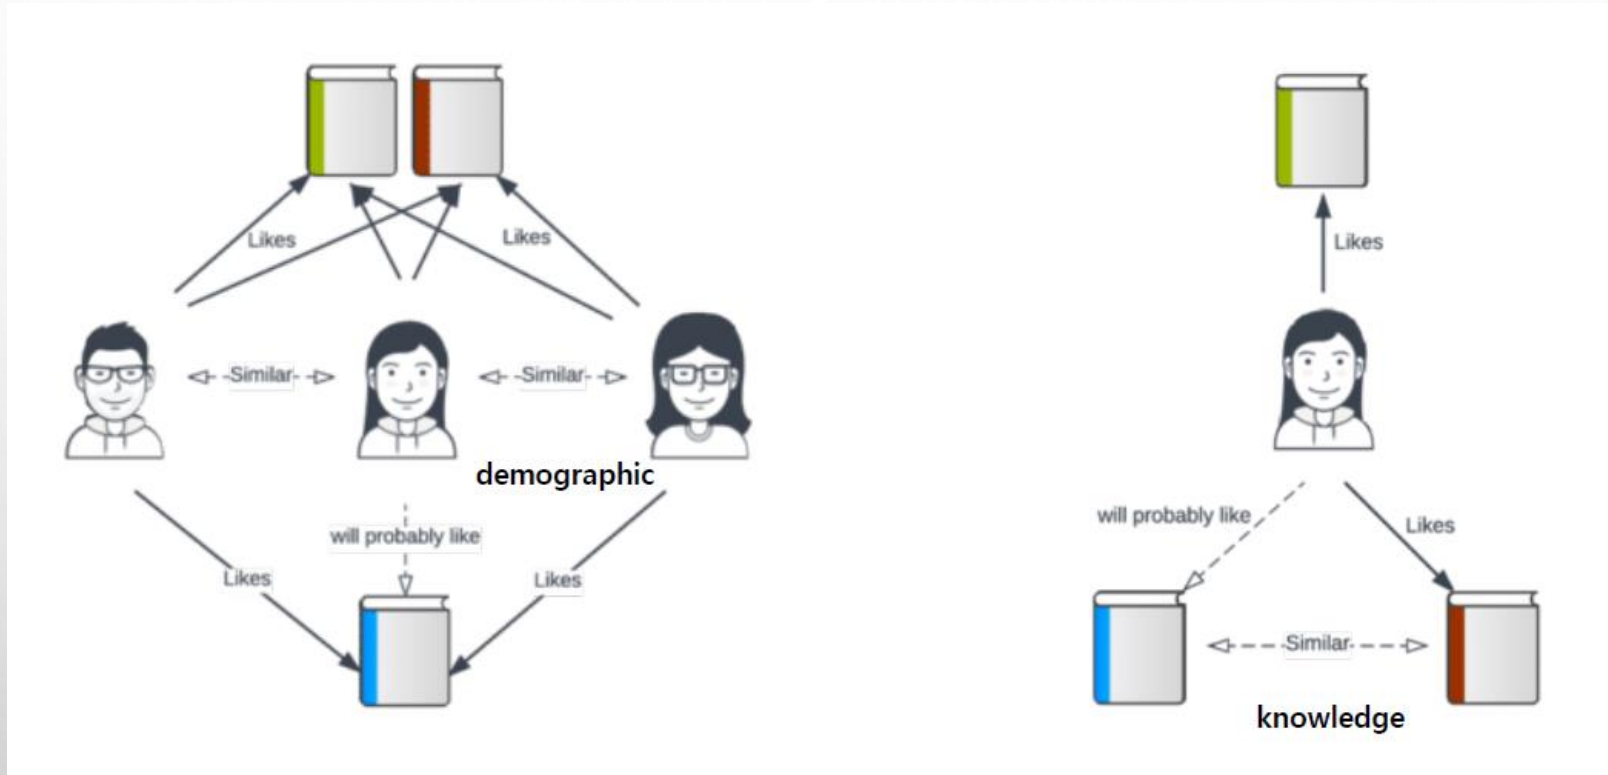 Likes
Likes
Similar
Similar
demographic
will probably like
Likes
Likes
Likes
will probably like
Likes
Similar
knowledge